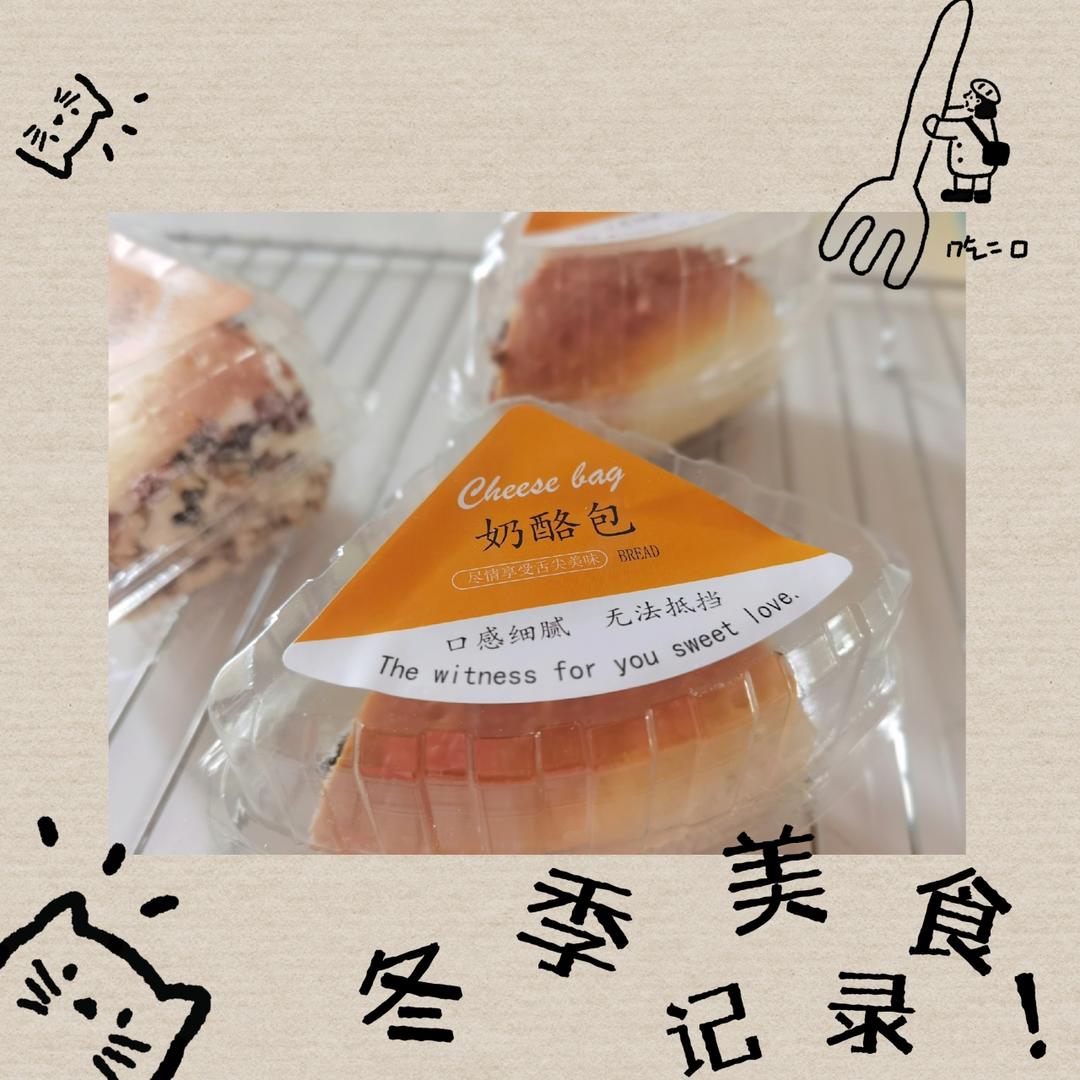 吃一口
Cheese bag
奶酪包
尽情享受舌尖美味 BREAD
口感细腻 无法抵挡
The witness for you sweet love.
冬季美食
记录!